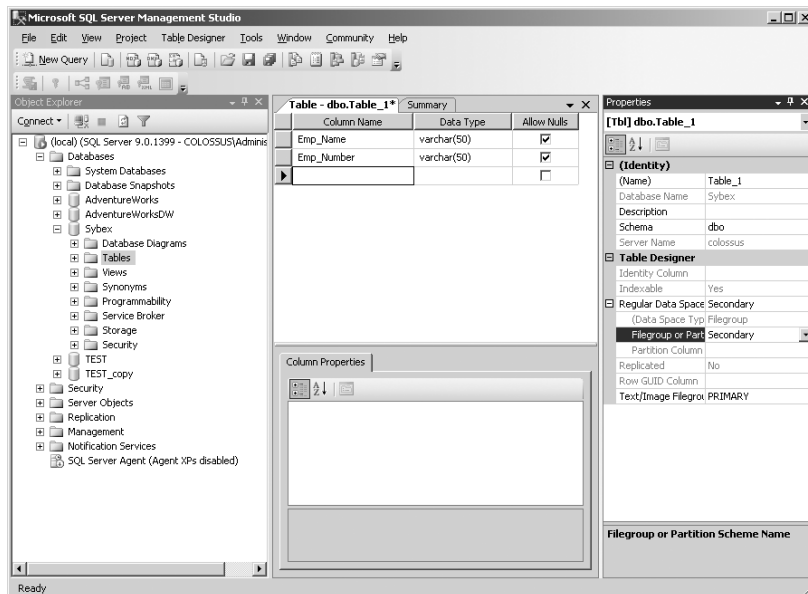 Microsoft SQL Server Management Studio
File Edit View Project Table Designer Tools Window Community Help
New Query
Object Explorer
Connect
(local) (SQL Server 9.0.1399 - COLOSSUS\Adminis
Databases
System Databases
Database Snapshots
AdventureWorks
AdventureWorksDW
Sybex
Database Diagrams
Tables
Views
Synonyms
Programmability
Service Broker
Storage
Security
TEST
TEST_copy
Security
Server Objects
Replication
Management
Notification Services
SQL Server Agent (Agent XPs disabled)
Table - dbo.Table_1* Summary
Column Name Data Type Allow Nulls
Emp_Name varchar(50)
Emp_Number varchar(50)
Column Properties
Properties
[Tbl] dbo.Table_1
(Identity)
(Name) Table_1
Database Name Sybex
Description
Schema dbo
Server Name colossus
Table Designer
Identity Column
Indexable Yes
Regular Data Space Secondary
(Data Space Typ Filegroup
Filegroup or Part Secondary
Partition Column
Replicated No
Row GUID Column
Text/Image Filegrou PRIMARY
Filegroup or Partition Scheme Name
Ready